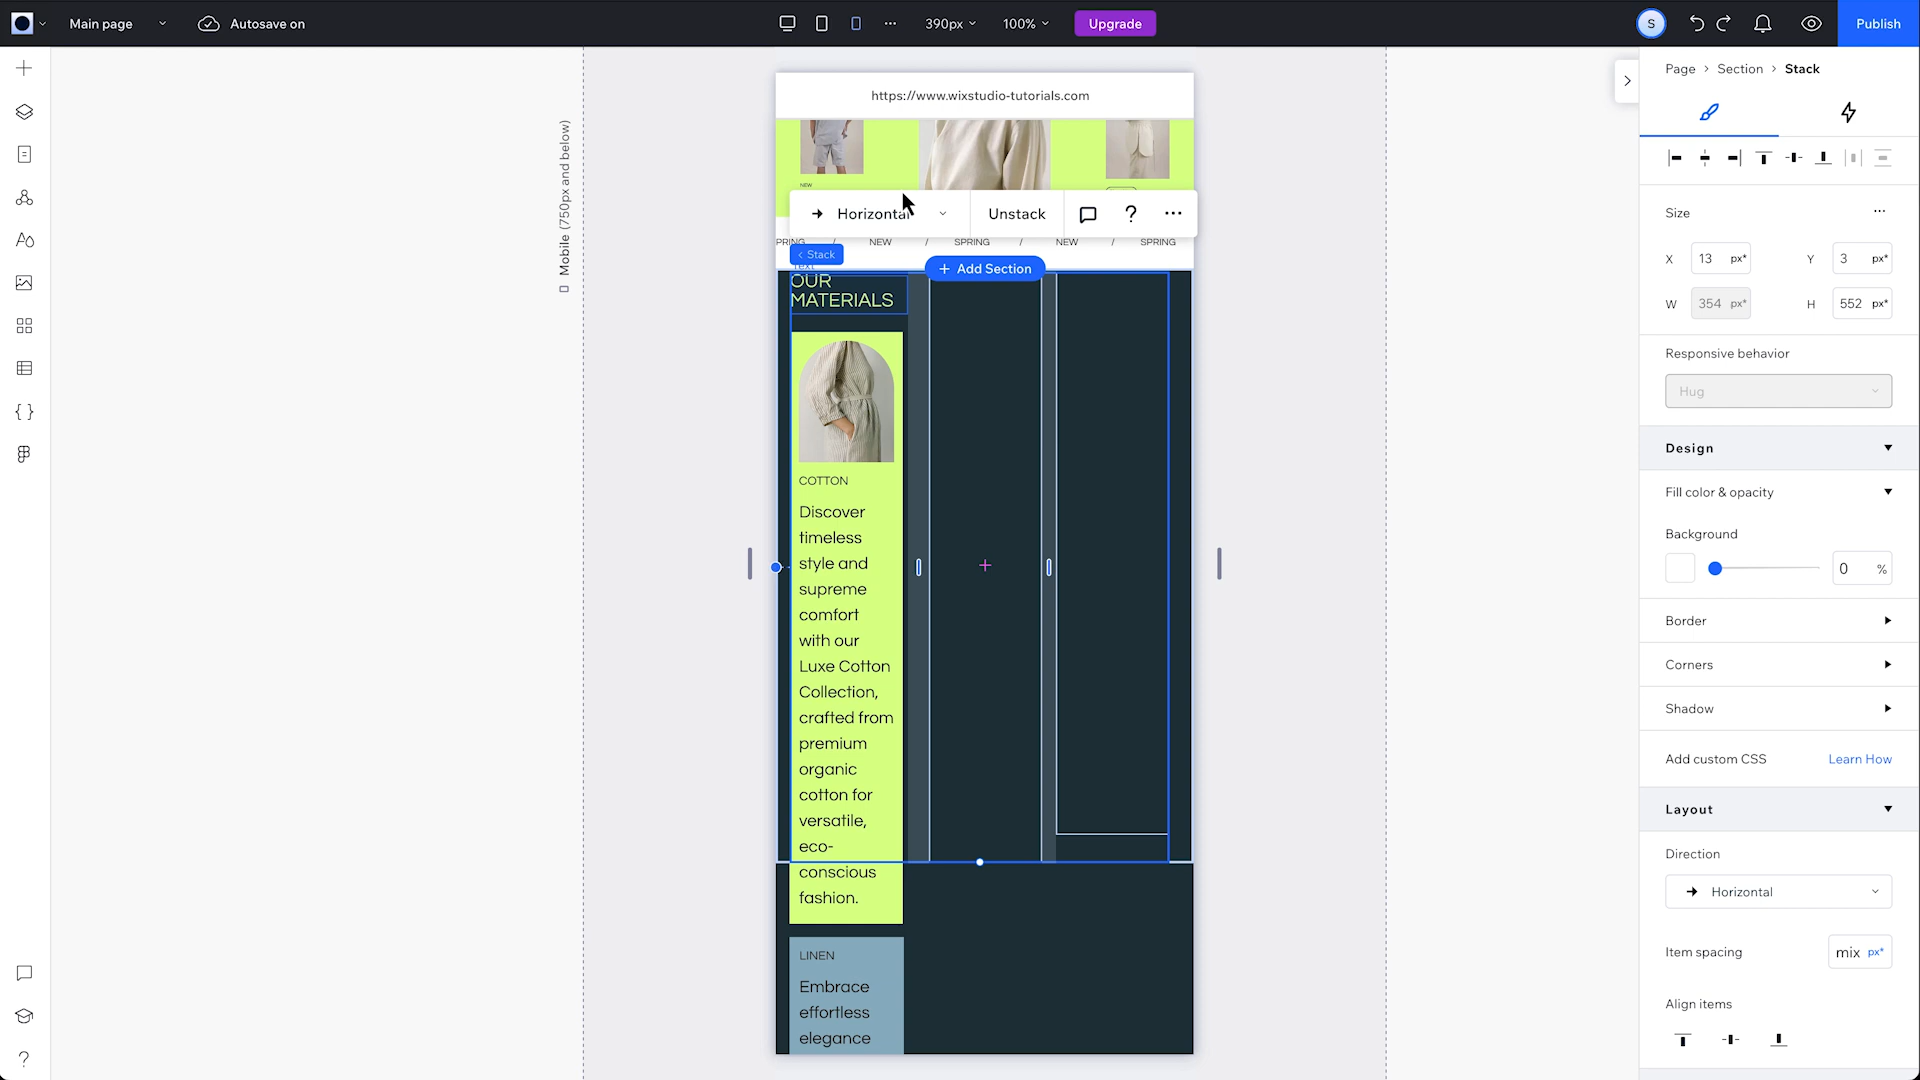 Main page
Autosave on
390px
100%
Upgrade
S
Publish
Page > Section > Stack
https://www.wixstudio-tutorials.com
Mobile (750px and below)
NEW
Horizontal
Unstack
?
PRING / NEW / SPRING / NEW / SPRING
< Stack
Text
+ Add Section
OUR
MATERIALS
COTTON
Discover
timeless
style and
supreme
comfort
with our
Luxe Cotton
Collection,
crafted from
premium
organic
cotton for
versatile,
eco-
conscious
fashion.
LINEN
Embrace
effortless
elegance
Size
X 13 px* Y 3 px*
W 354 px* H 552 px*
Responsive behavior
Hug
Design
Fill color & opacity
Background
0 %
Border
Corners
Shadow
Add custom CSS Learn How
Layout
Direction
Horizontal
Item spacing mix px*
Align items